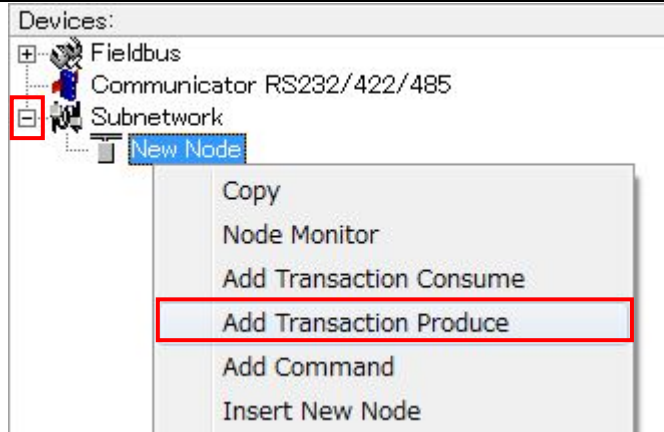 Devices:
Fieldbus
Communicator RS232/422/485
Subnetwork
New Node
Copy
Node Monitor
Add Transaction Consume
Add Transaction Produce
Add Command
Insert New Node